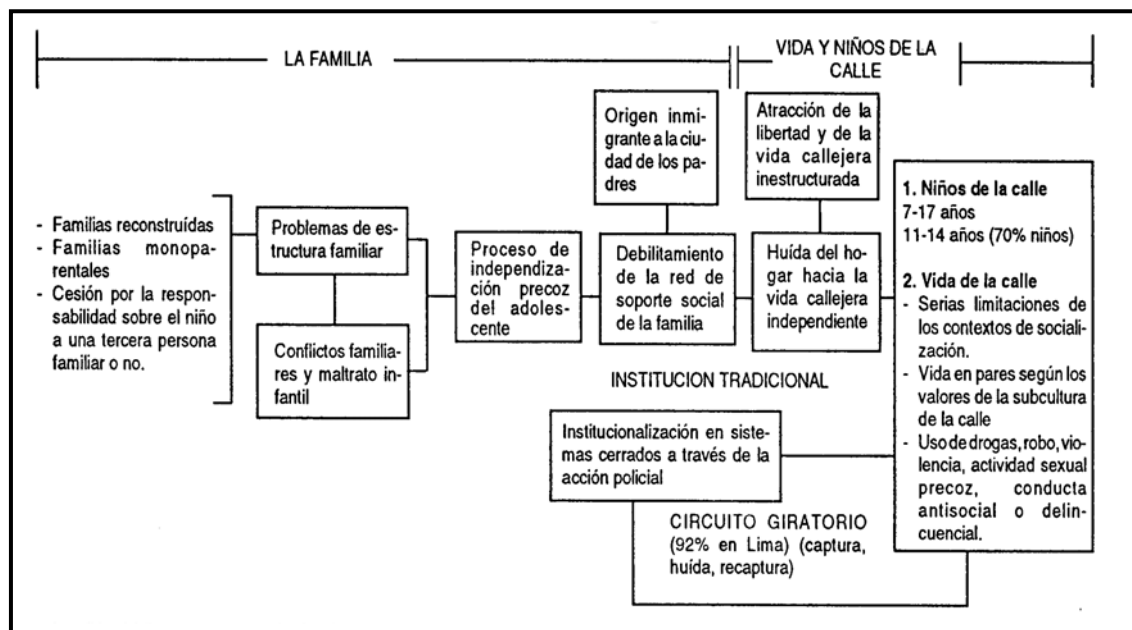 LA FAMILIA
VIDA Y NIÑOS DE LA
CALLE
- Familias reconstruídas
- Familias monopa-
rentales
- Cesión por la respon-
sabilidad sobre el niño
a una tercera persona
familiar o no.
Problemas de es-
tructura familiar
Conflictos familia-
res y maltrato in-
fantil
Proceso de
independiza-
ción precoz
del adoles-
cente
Origen inmi-
grante a la ciu-
dad de los pa-
dres
Debilitamiento
de la red de
soporte social
de la familia
Atracción de la
libertad y de la
vida callejera
inestructurada
Huída del ho-
gar hacia la
vida callejera
independiente
1. Niños de la calle
7-17 años
11-14 años (70% niños)
2. Vida de la calle
- Serias limitaciones de
los contextos de sociali-
zación.
- Vida en pares según los
valores de la subcultura
de la calle
- Uso de drogas, robo, vio-
lencia, actividad sexual
precoz, conducta
antisocial o delin-
cuencial.
INSTITUCION TRADICIONAL
Institucionalización en siste-
mas cerrados a través de la
acción policial
CIRCUITO GIRATORIO
(92% en Lima) (captura,
huída, recaptura)